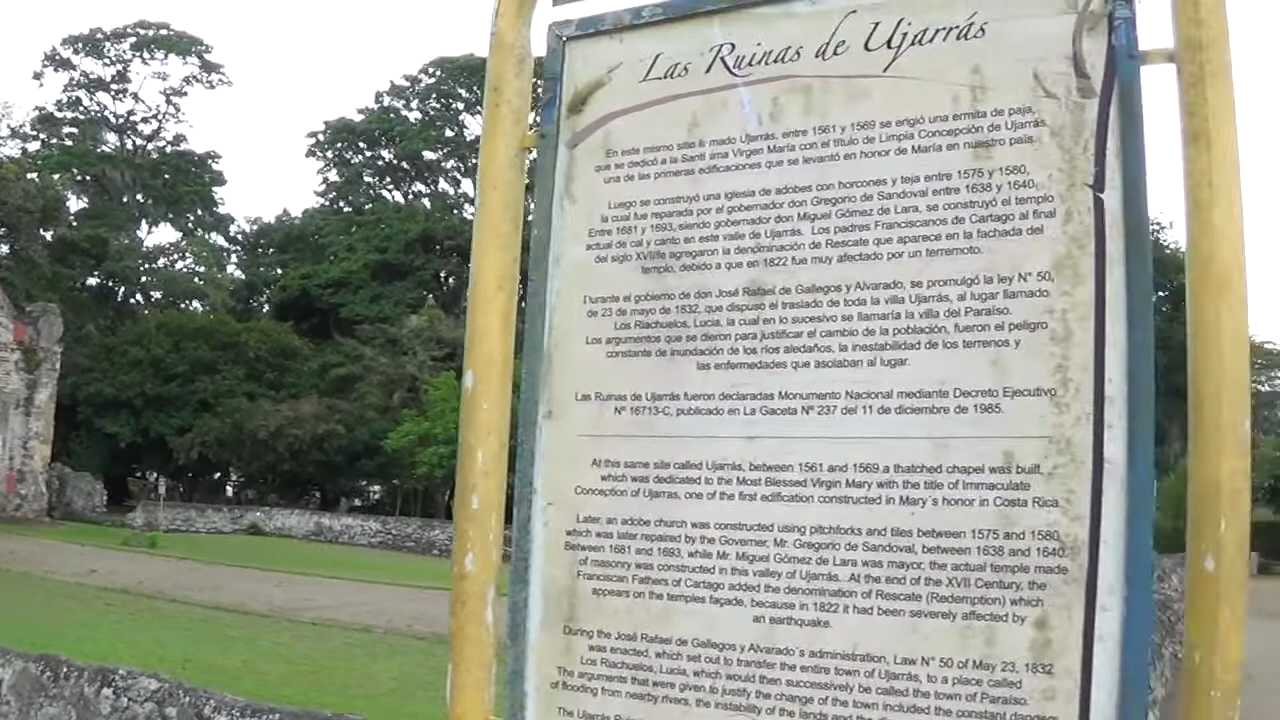 Las Ruinas de Ujarrás
En este mismo sitio mado Ujarrás, entre 1561 y 1569 se erigió una ermita de paja,
que se dedicó a la Santí ima Virgen María con el título de Limpia Concepción de Ujarrás,
una de las primeras edificaciones que se levantó en honor de María en nuestro país.
Luego se construyó una iglesia de adobes con horcones y teja entre 1575 y 1580,
la cual fue reparada por el gobernador don Gregorio de Sandoval entre 1638 y 1640.
Entre 1681 y 1693, siendo gobernador don Miguel Gómez de Lara, se construyó el templo
actual de cal y canto en este valle de Ujarrás. Los padres Franciscanos de Cartago al final
del siglo XVII le agregaron la denominación de Rescate que aparece en la fachada del
templo, debido a que en 1822 fue muy afectado por un terremoto.
Durante el gobierno de don José Rafael de Gallegos y Alvarado, se promulgó la ley N° 50,
de 23 de mayo de 1832, que dispuso el traslado de toda la villa Ujarrás, al lugar llamado
Los Riachuelos, Lucia, la cual en lo sucesivo se llamaría la villa del Paraíso.
Los argumentos que se dieron para justificar el cambio de la población, fueron el peligro
constante de inundación de los ríos aledaños, la inestabilidad de los terrenos y
las enfermedades que asolaban al lugar.
Las Ruinas de Ujarrás fueron declaradas Monumento Nacional mediante Decreto Ejecutivo
Nº 16713-C, publicado en La Gaceta Nº 237 del 11 de diciembre de 1985.
At this same site called Ujarrás, between 1561 and 1569 a thatched chapel was built,
which was dedicated to the Most Blessed Virgin Mary with the title of Immaculate
Conception of Ujarras, one of the first edification constructed in Mary´s honor in Costa Rica.
Later, an adobe church was constructed using pitchforks and tiles between 1575 and 1580,
which was later repaired by the Governer, Mr. Gregorio de Sandoval, between 1638 and 1640.
Between 1681 and 1693, while Mr. Miguel Gómez de Lara was mayor, the actual temple made
of masonry was constructed in this valley of Ujarrás. At the end of the XVII Century, the
Franciscan Fathers of Cartago added the denomination of Rescate (Redemption) which
appears on the temples façade, because in 1822 it had been severely affected by
an earthquake.
During the José Rafael de Gallegos y Alvarado´s administration, Law N° 50 of May 23, 1832
was enacted, which set out to transfer the entire town of Ujarrás, to a place called
Los Riachuelos, Lucia, which would then successively be called the town of Paraíso.
The arguments that were given to justify the change of the town included the constant dangers
of flooding from nearby rivers, the instability of the lands and the
The Ujarrás